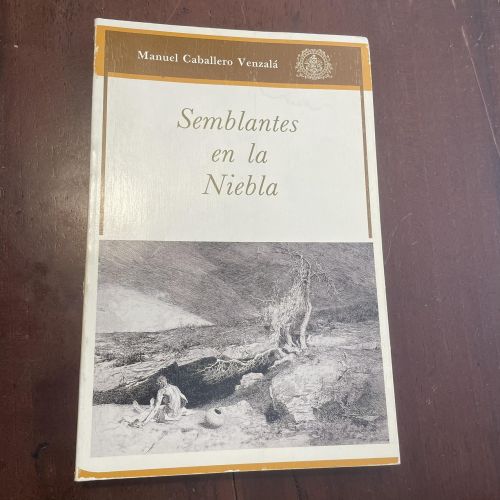 Manuel Caballero Venzalá
Semblantes
en la
Niebla